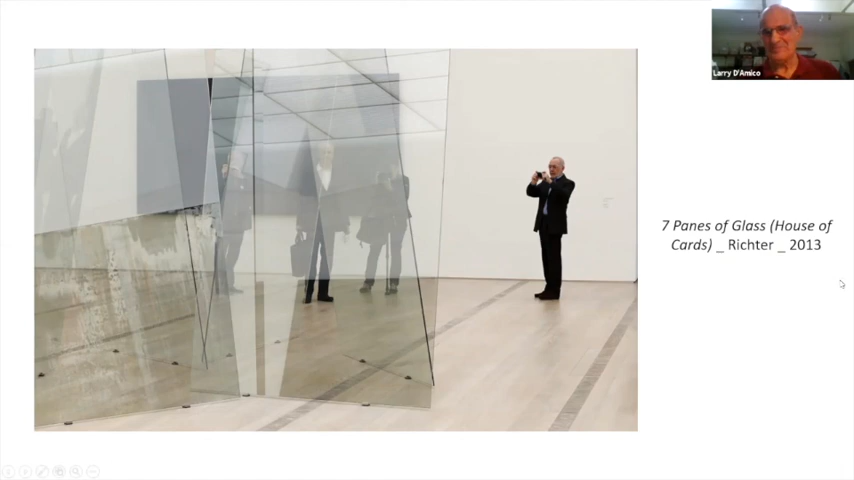 Larry D'Amico
7 Panes of Glass (House of
Cards) _ Richter _ 2013